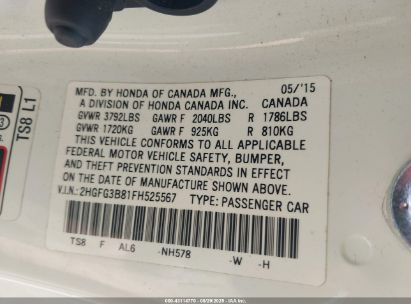 MFD. BY HONDA OF CANADA MFG., 05/'15
A DIVISION OF HONDA CANADA INC. CANADA
GVWR 3792LBS GAWR F 2040LBS R 1786LBS
GVWR 1720KG GAWR F 925KG R 810KG
THIS VEHICLE CONFORMS TO ALL APPLICABLE
FEDERAL MOTOR VEHICLE SAFETY, BUMPER,
AND THEFT PREVENTION STANDARDS IN EFFECT
ON THE DATE OF MANUFACTURE SHOWN ABOVE.
V.I.N.: 2HGFG3B81FH525567 TYPE: PASSENGER CAR
TS8 F AL6 -NH578 -W -H
TS8 L1